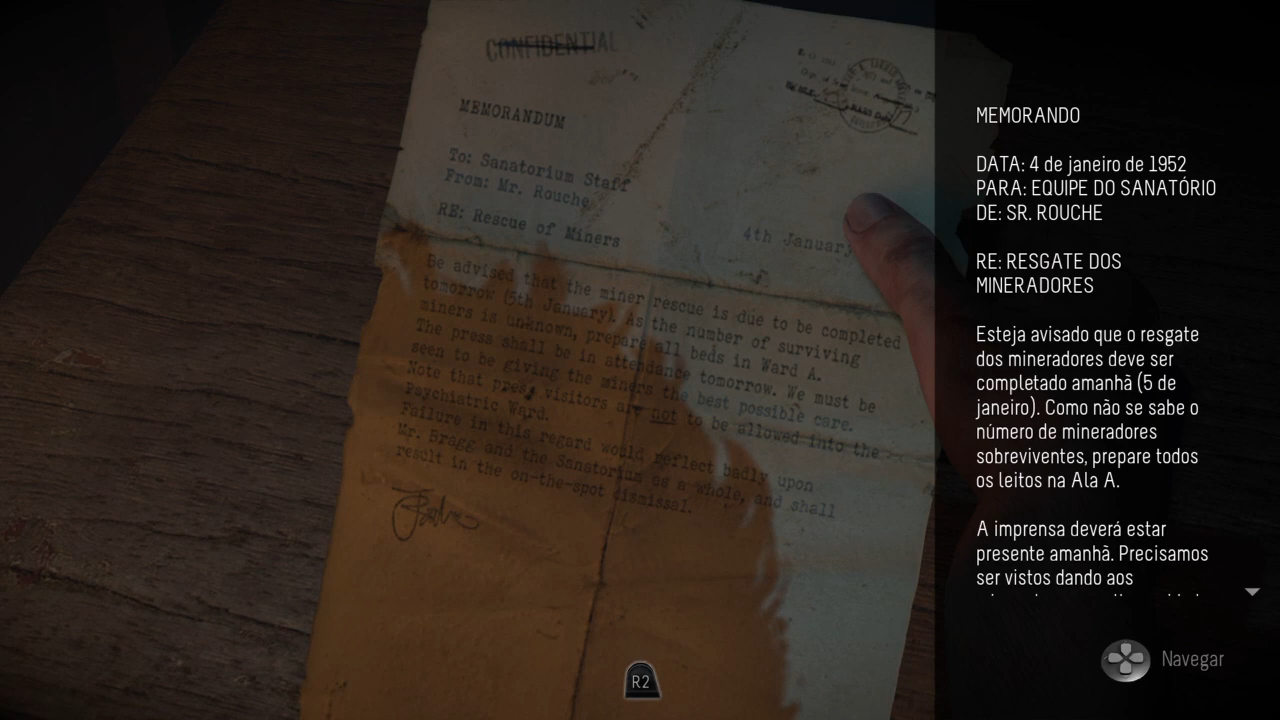 CONFIDENTIAL
MEMORANDUM
To: Sanatorium Staff
From: Mr. Rouche
RE: Rescue of Miners
4th January
Be advised that the miner rescue is due to be completed
tomorrow (5th January). As the number of surviving
miners is unknown, prepare all beds in Ward A.
The press shall be in attendance tomorrow. We must be
seen to be giving the miners the best possible care.
Note that press visitors are not to be allowed into the
Psychiatric Ward.
Failure in this regard would reflect badly upon
Mr. Bragg and the Sanatorium as a whole, and shall
result in the on-the-spot dismissal.
R2
MEMORANDO
DATA: 4 de janeiro de 1952
PARA: EQUIPE DO SANATÓRIO
DE: SR. ROUCHE
RE: RESGATE DOS
MINERADORES
Esteja avisado que o resgate
dos mineradores deve ser
completado amanhã (5 de
janeiro). Como não se sabe o
número de mineradores
sobreviventes, prepare todos
os leitos na Ala A.
A imprensa deverá estar
presente amanhã. Precisamos
ser vistos dando aos
Navegar